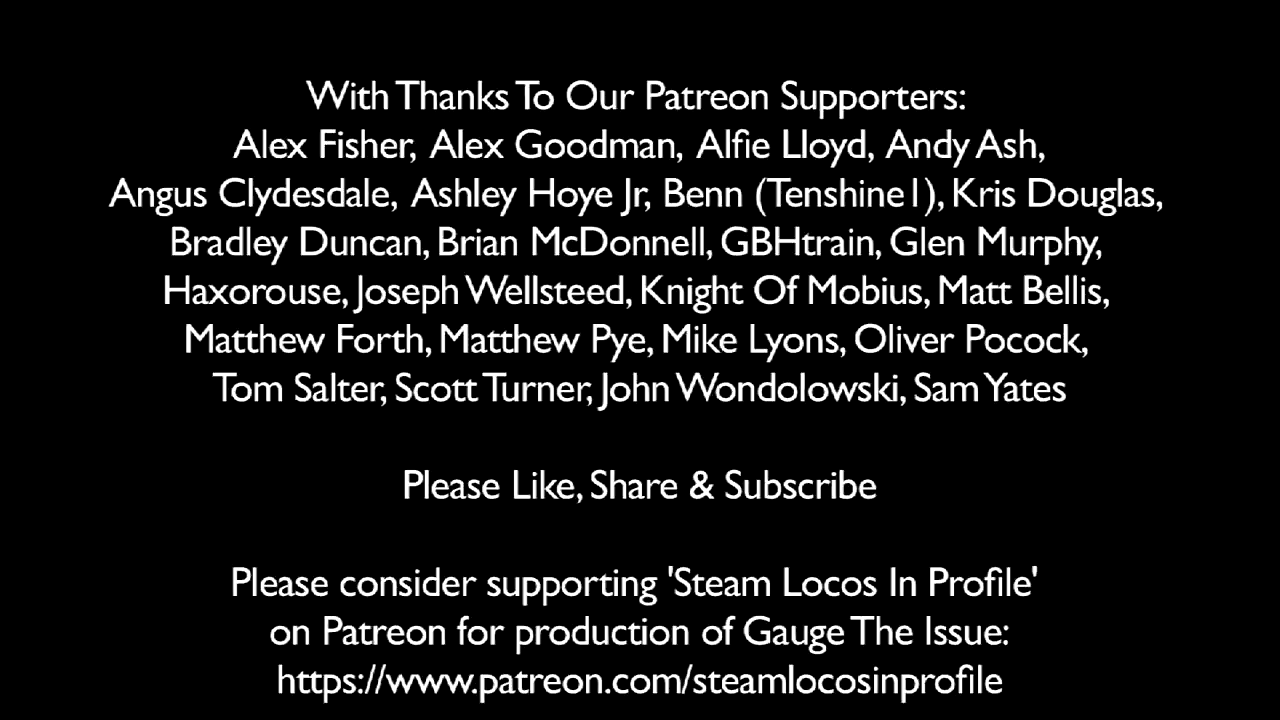 With Thanks To Our Patreon Supporters:
Alex Fisher, Alex Goodman, Alfie Lloyd, Andy Ash,
Angus Clydesdale, Ashley Hoye Jr, Benn (Tenshine1), Kris Douglas,
Bradley Duncan, Brian McDonnell, GBHtrain, Glen Murphy,
Haxorouse, Joseph Wellsteed, Knight Of Mobius, Matt Bellis,
Matthew Forth, Matthew Pye, Mike Lyons, Oliver Pocock,
Tom Salter, Scott Turner, John Wondolowski, Sam Yates
Please Like, Share & Subscribe
Please consider supporting 'Steam Locos In Profile'
on Patreon for production of Gauge The Issue:
https://www.patreon.com/steamlocosinprofile